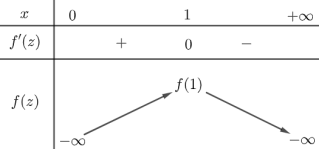 x 0 1 +∞
f′(z) + 0 −
f(1)
f(z)
−∞ −∞